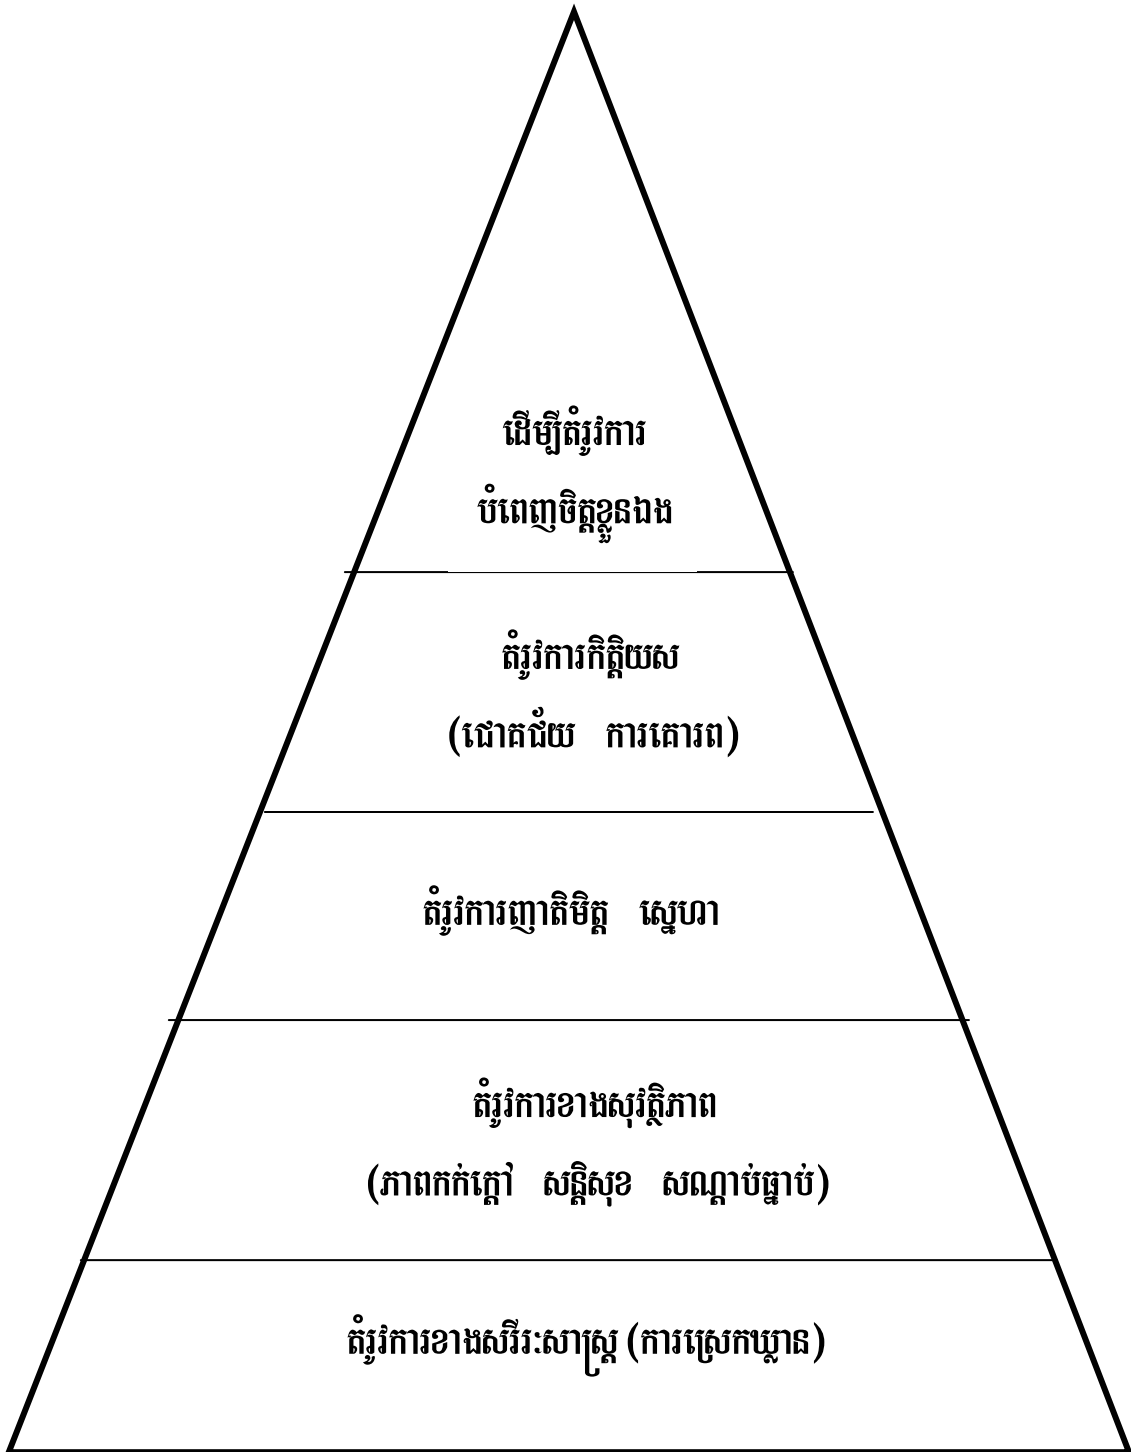 ដើម្បីតំរូវការ
បំពេញចិត្តខ្លួនឯង
តំរូវការកិត្តិយស
(ជោគជ័យ ការគោរព)
តំរូវការញាតិមិត្ត ស្នេហា
តំរូវការខាងសុវត្ថិភាព
(ភាពកក់ក្ដៅ សន្តិសុខ សណ្ដាប់ធ្នាប់)
តំរូវការខាងសរីរៈសាស្ត្រ (ការស្រេកឃ្លាន)